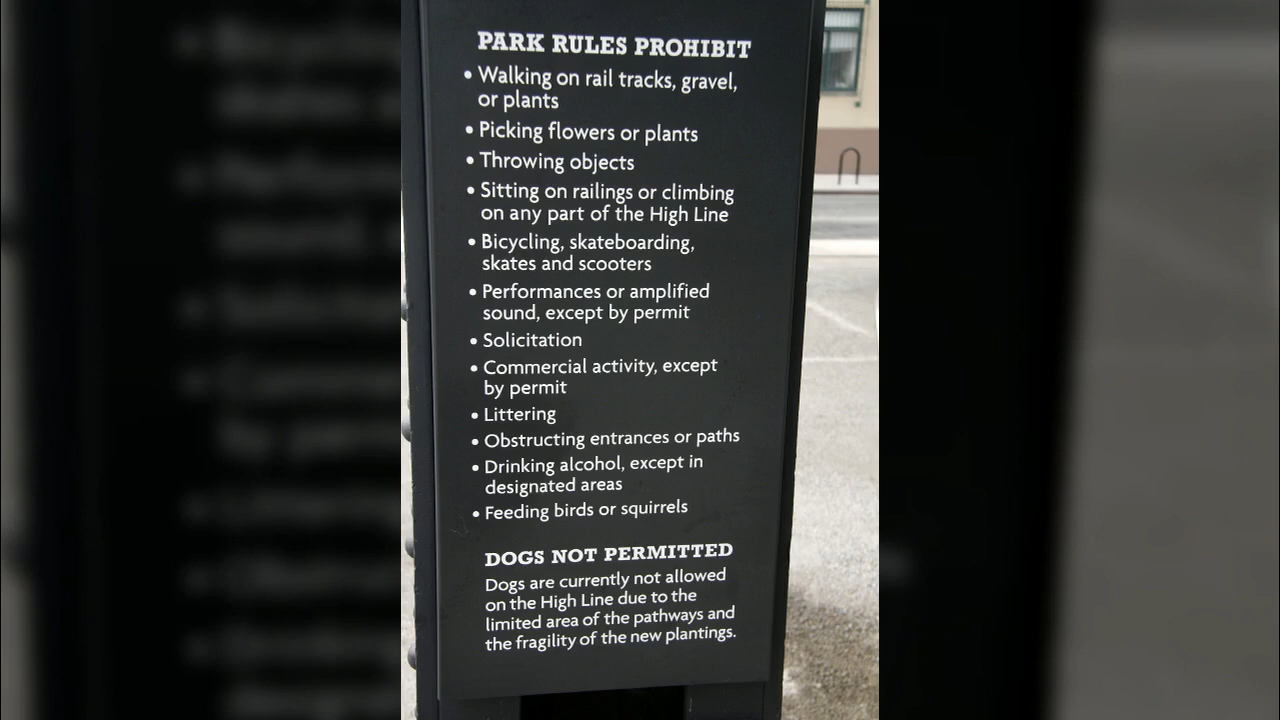 PARK RULES PROHIBIT
• Walking on rail tracks, gravel,
or plants
• Picking flowers or plants
• Throwing objects
• Sitting on railings or climbing
on any part of the High Line
• Bicycling, skateboarding,
skates and scooters
• Performances or amplified
sound, except by permit
• Solicitation
• Commercial activity, except
by permit
• Littering
• Obstructing entrances or paths
• Drinking alcohol, except in
designated areas
• Feeding birds or squirrels
DOGS NOT PERMITTED
Dogs are currently not allowed
on the High Line due to the
limited area of the pathways and
the fragility of the new plantings.